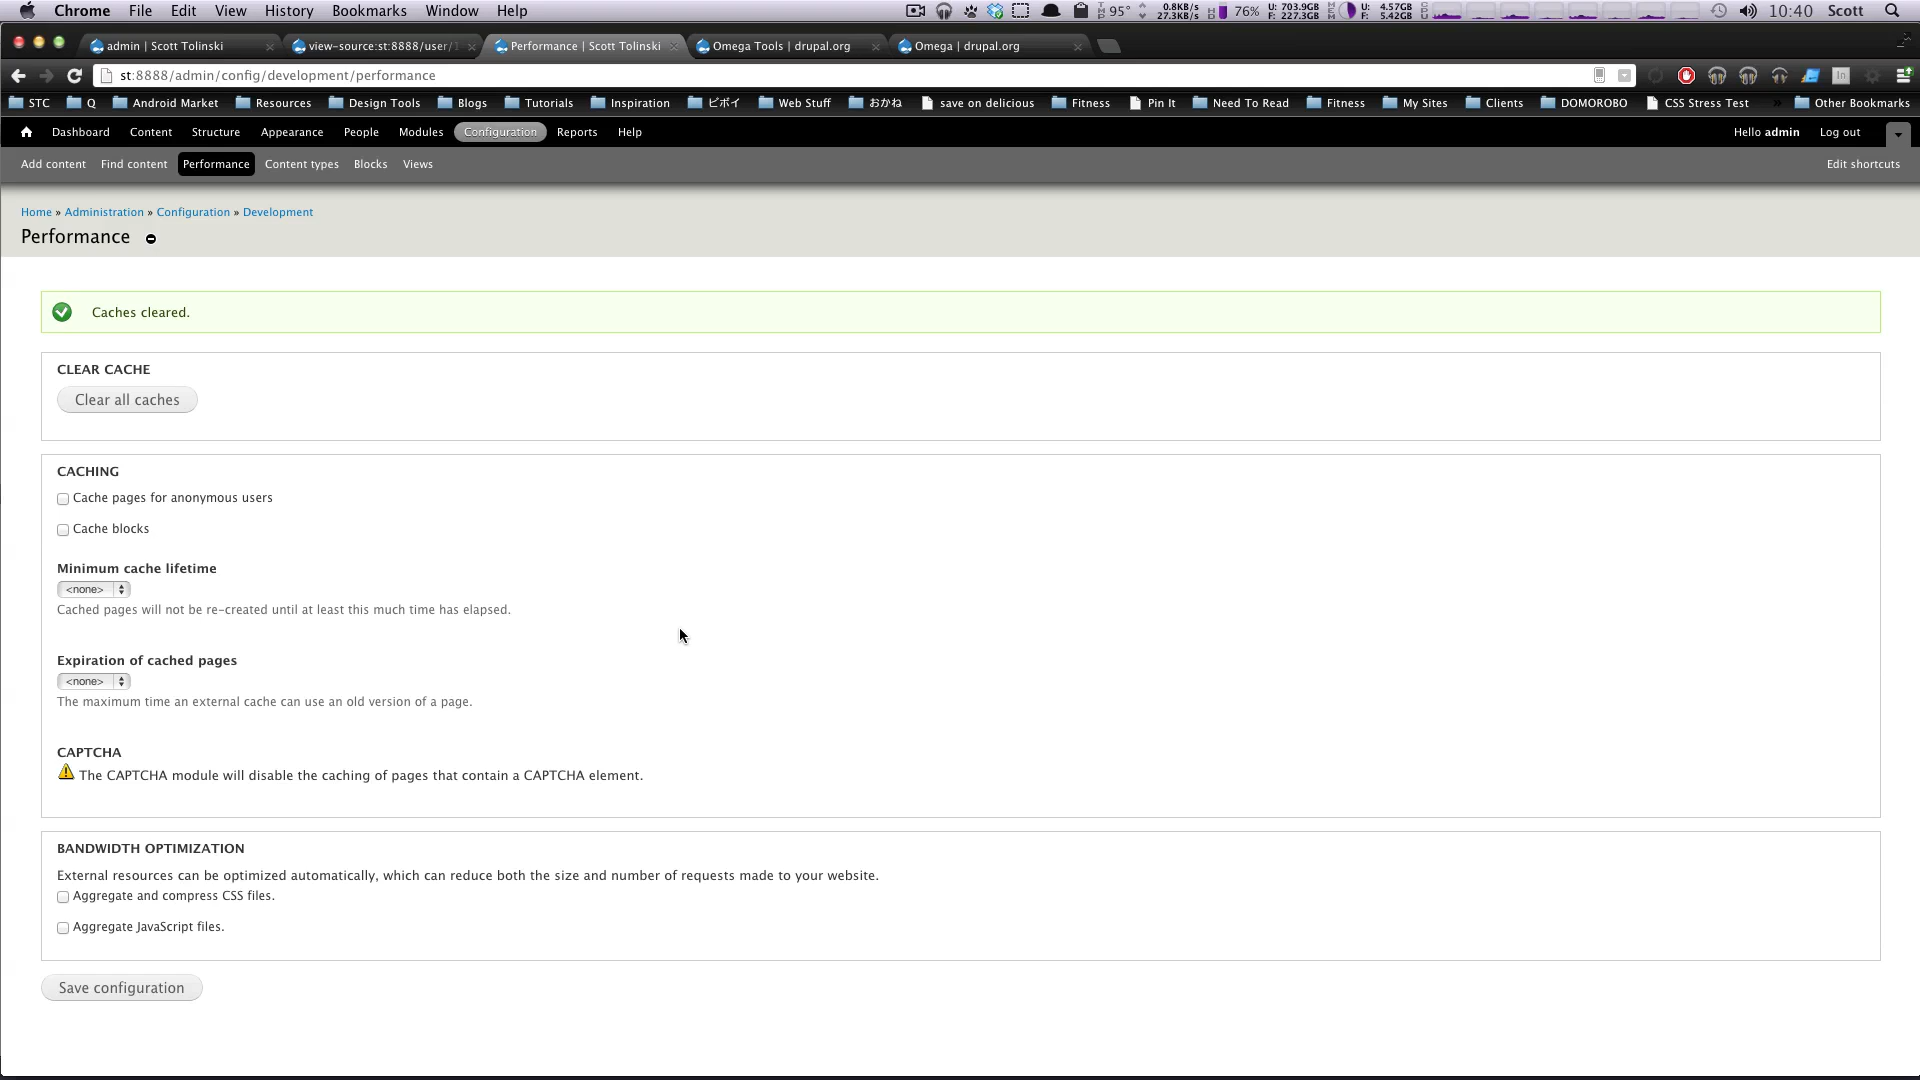 Chrome File Edit View History Bookmarks Window Help 95° 0.8KB/s 27.3KB/s 76% U: 703.9GB F: 227.3GB U: 4.57GB F: 5.42GB 10:40 Scott
admin | Scott Tolinski view-source:st:8888/user/1 Performance | Scott Tolinski Omega Tools | drupal.org Omega | drupal.org
st:8888/admin/config/development/performance
STC Q Android Market Resources Design Tools Blogs Tutorials Inspiration ビボイ Web Stuff おかね save on delicious Fitness Pin It Need To Read Fitness My Sites Clients DOMOROBO CSS Stress Test » Other Bookmarks
Dashboard Content Structure Appearance People Modules Configuration Reports Help Hello admin Log out
Add content Find content Performance Content types Blocks Views Edit shortcuts
Home » Administration » Configuration » Development
Performance
Caches cleared.
CLEAR CACHE
Clear all caches
CACHING
Cache pages for anonymous users
Cache blocks
Minimum cache lifetime
<none>
Cached pages will not be re-created until at least this much time has elapsed.
Expiration of cached pages
<none>
The maximum time an external cache can use an old version of a page.
CAPTCHA
The CAPTCHA module will disable the caching of pages that contain a CAPTCHA element.
BANDWIDTH OPTIMIZATION
External resources can be optimized automatically, which can reduce both the size and number of requests made to your website.
Aggregate and compress CSS files.
Aggregate JavaScript files.
Save configuration